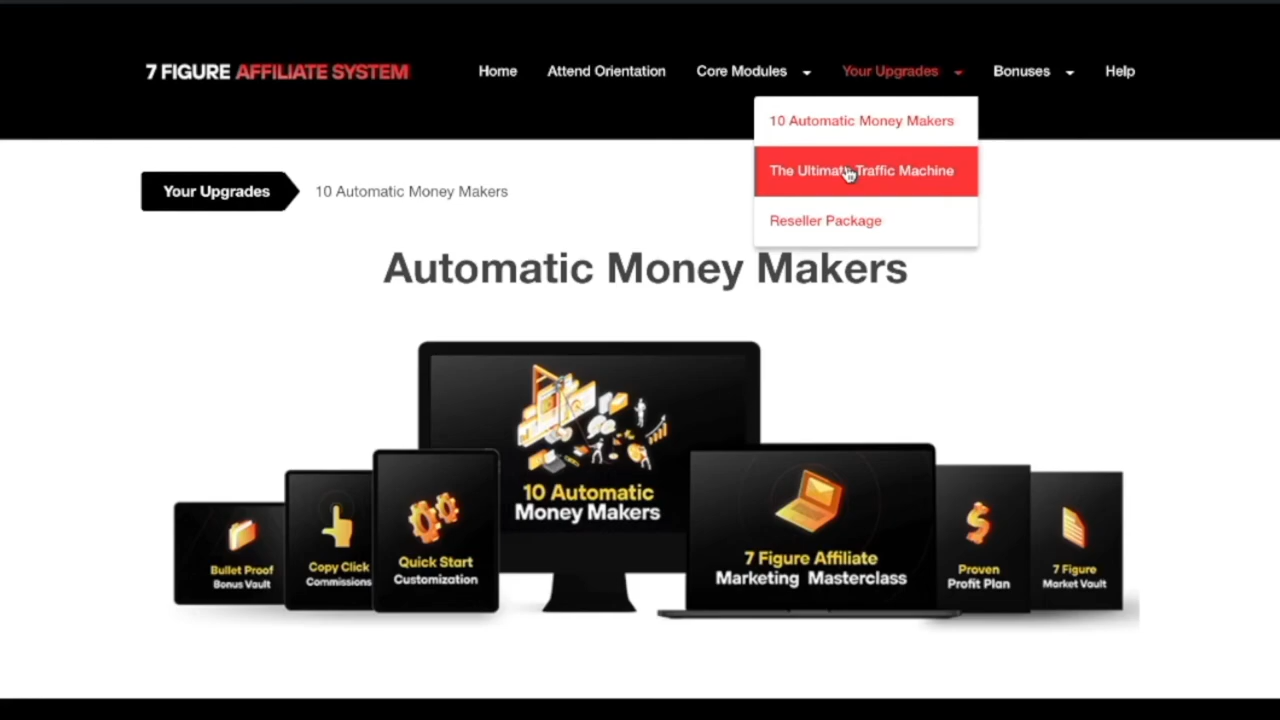 7 FIGURE AFFILIATE SYSTEM
Home
Attend Orientation
Core Modules
Your Upgrades
Bonuses
Help
10 Automatic Money Makers
The Ultimate Traffic Machine
Reseller Package
Your Upgrades
10 Automatic Money Makers
Automatic Money Makers
Bullet Proof
Bonus Vault
Copy Click
Commissions
Quick Start
Customization
10 Automatic
Money Makers
7 Figure Affiliate
Marketing Masterclass
Proven
Profit Plan
7 Figure
Market Vault